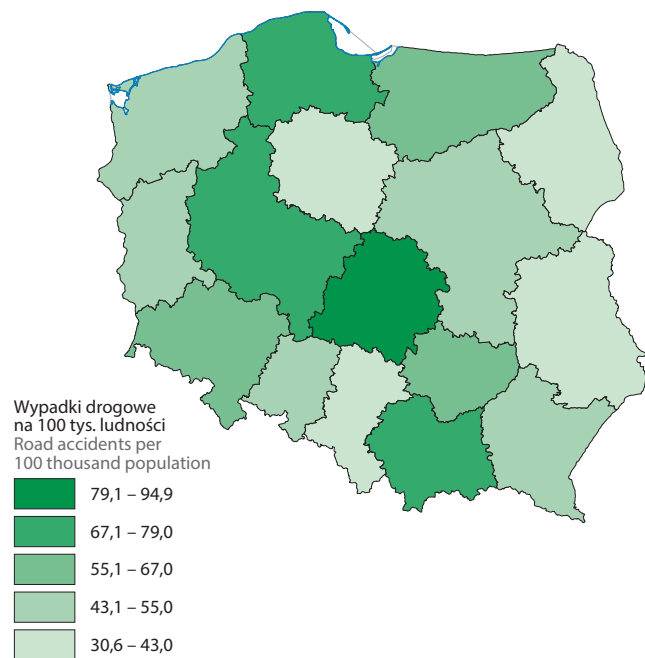 Wypadki drogowe
na 100 tys. ludności
Road accidents per
100 thousand population
79,1 – 94,9
67,1 – 79,0
55,1 – 67,0
43,1 – 55,0
30,6 – 43,0